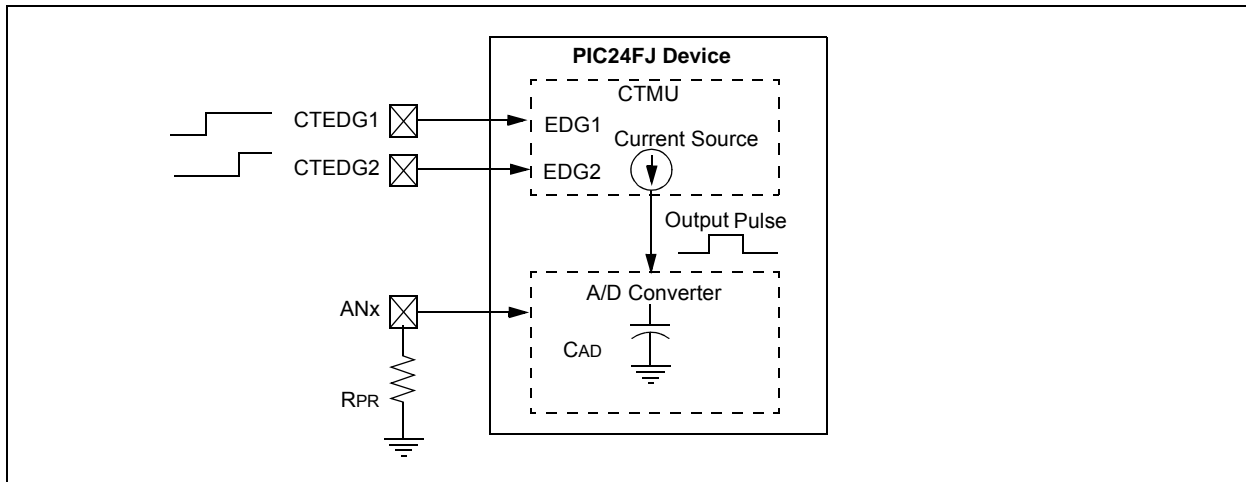 PIC24FJ Device
CTMU
CTEDG1
EDG1
Current Source
CTEDG2
EDG2
Output Pulse
A/D Converter
ANx
CAD
RPR